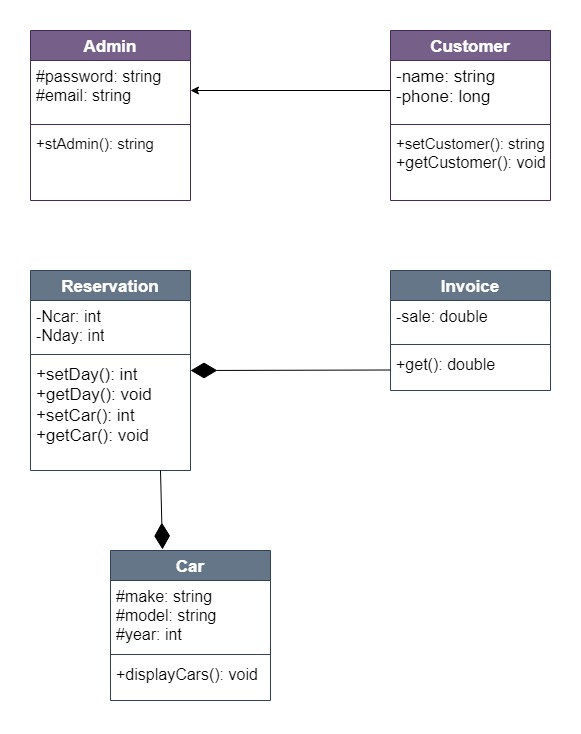 Admin
#password: string
#email: string
+stAdmin(): string
Customer
-name: string
-phone: long
+setCustomer(): string
+getCustomer(): void
Reservation
-Ncar: int
-Nday: int
+setDay(): int
+getDay(): void
+setCar(): int
+getCar(): void
Invoice
-sale: double
+get(): double
Car
#make: string
#model: string
#year: int
+displayCars(): void